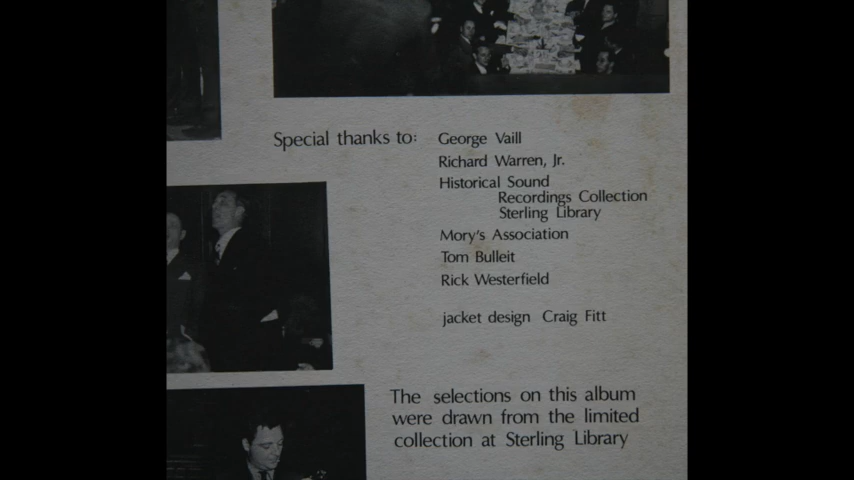 Special thanks to: George Vaill
Richard Warren, Jr.
Historical Sound
Recordings Collection
Sterling Library
Mory's Association
Tom Bulleit
Rick Westerfield
jacket design Craig Fitt
The selections on this album
were drawn from the limited
collection at Sterling Library